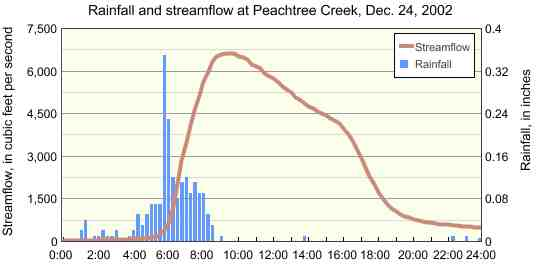 Rainfall and streamflow at Peachtree Creek, Dec. 24, 2002
Streamflow, in cubic feet per second
7,500
6,000
4,500
3,000
1,500
0
Streamflow
Rainfall
0.4
0.32
0.24
0.16
0.08
0
Rainfall, in inches
0:00 2:00 4:00 6:00 8:00 10:00 12:00 14:00 16:00 18:00 20:00 22:00 24:00